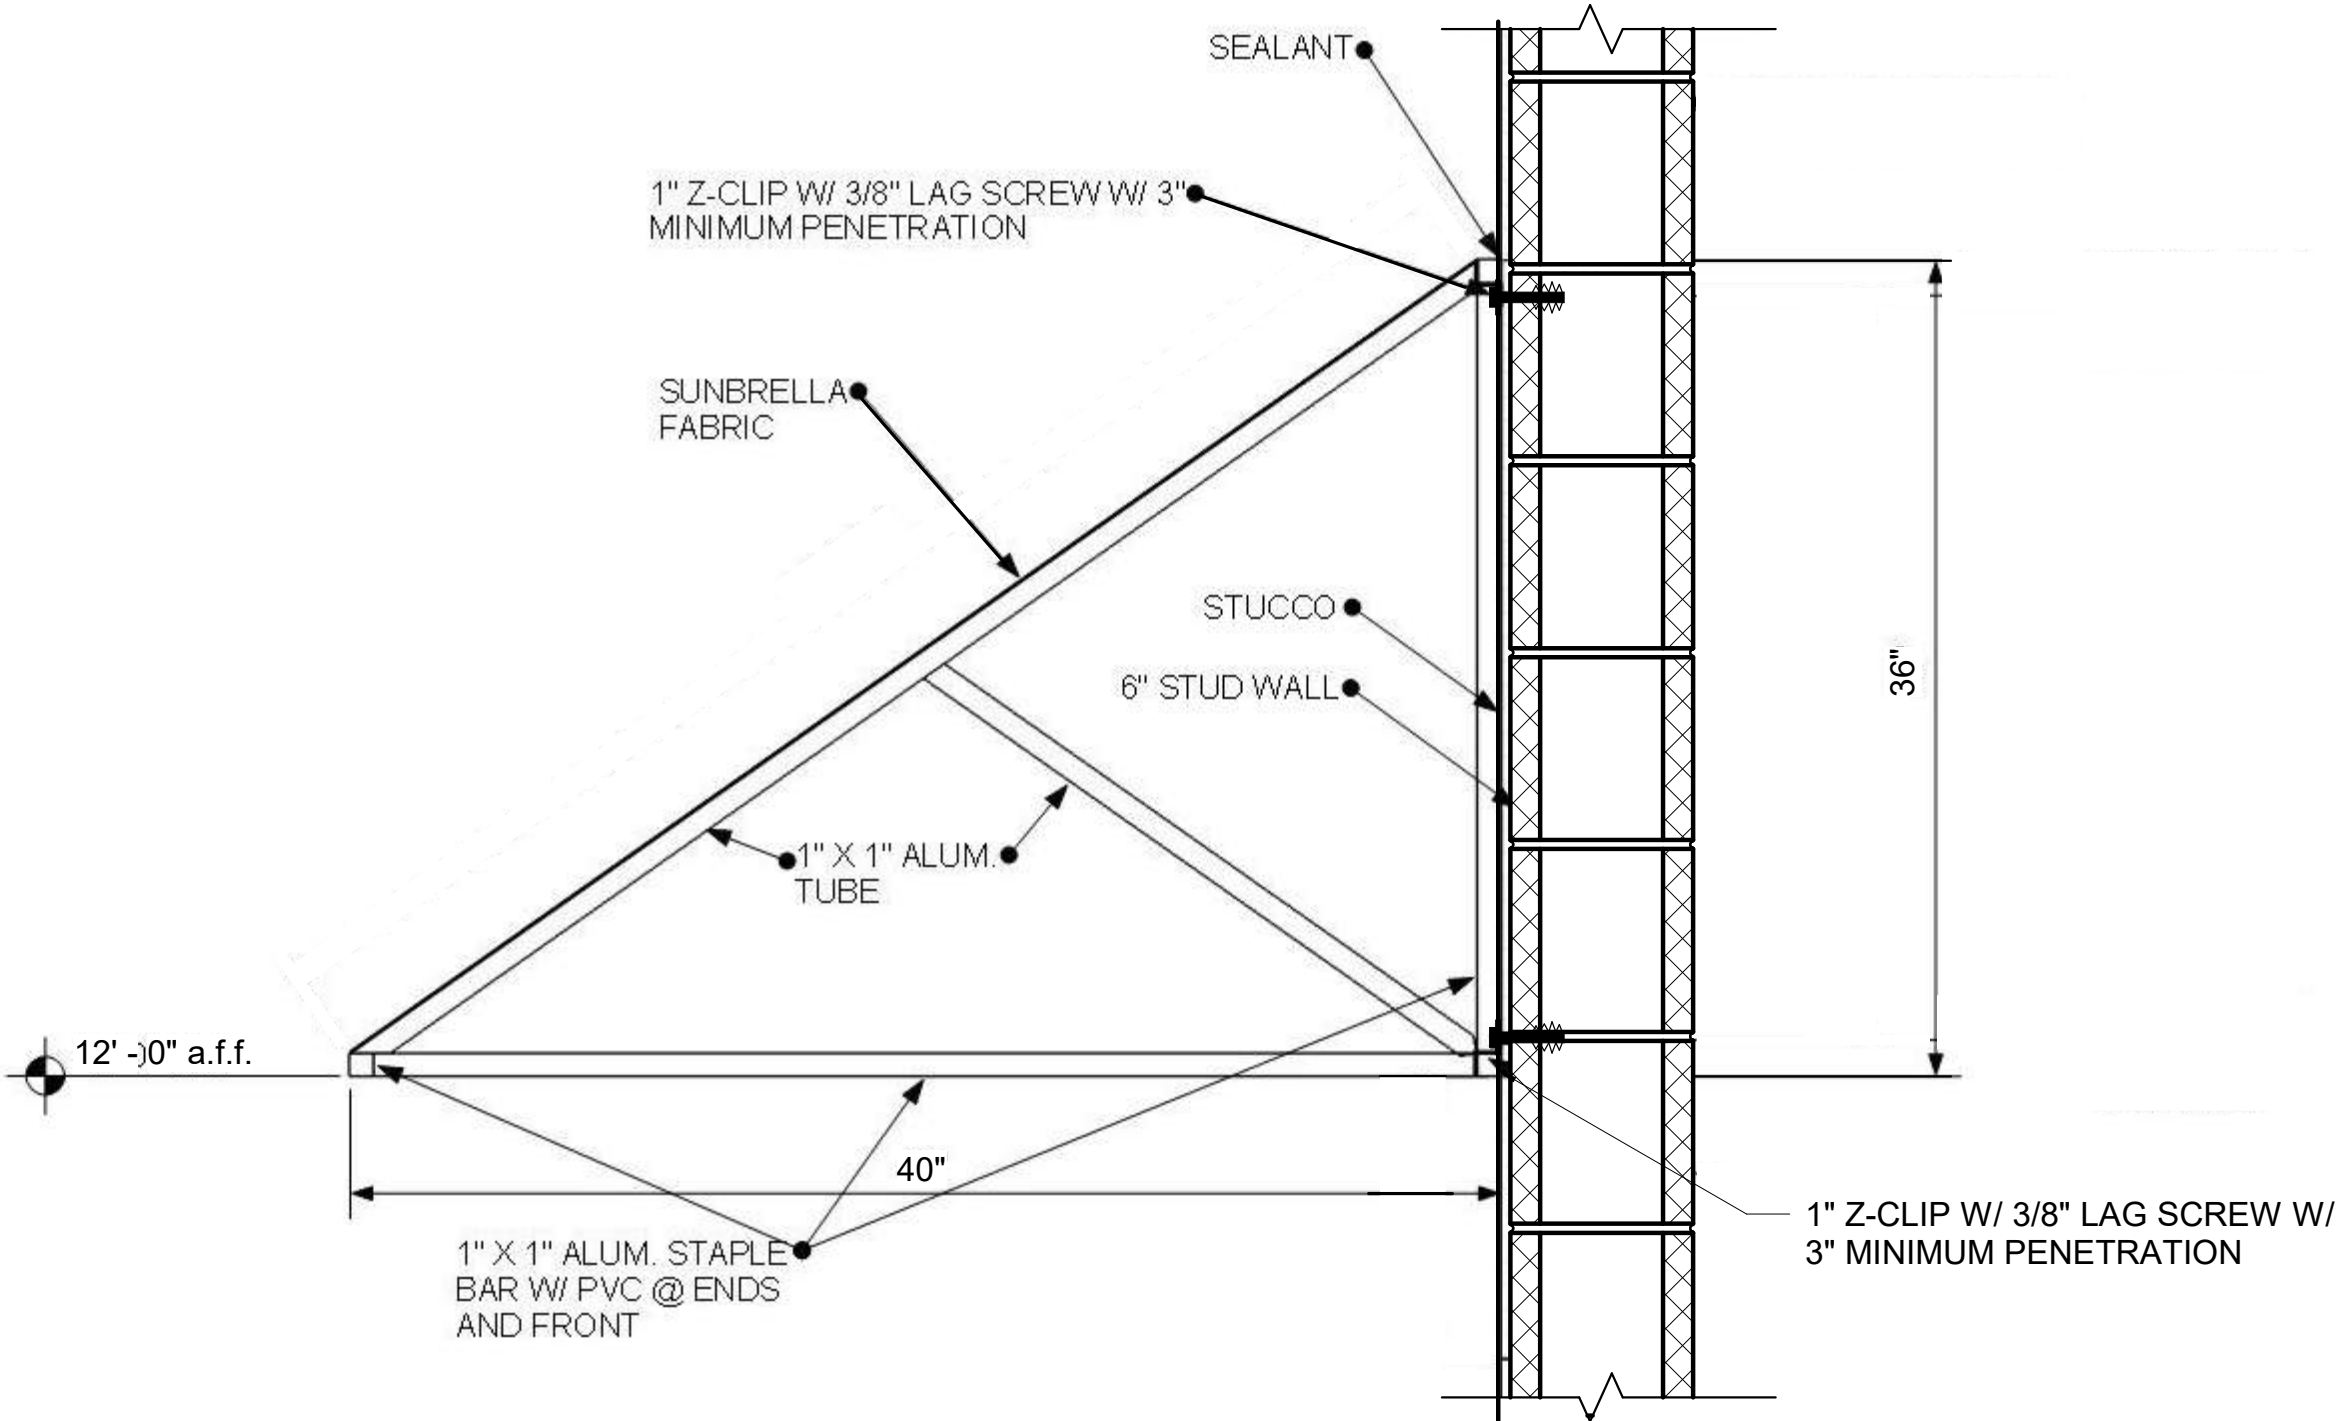 SEALANT
1" Z-CLIP W/ 3/8" LAG SCREW W/ 3"
MINIMUM PENETRATION
SUNBRELLA
FABRIC
STUCCO
6" STUD WALL
36"
1" X 1" ALUM.
TUBE
12' -0" a.f.f.
40"
1" X 1" ALUM. STAPLE
BAR W/ PVC @ ENDS
AND FRONT
1" Z-CLIP W/ 3/8" LAG SCREW W/
3" MINIMUM PENETRATION